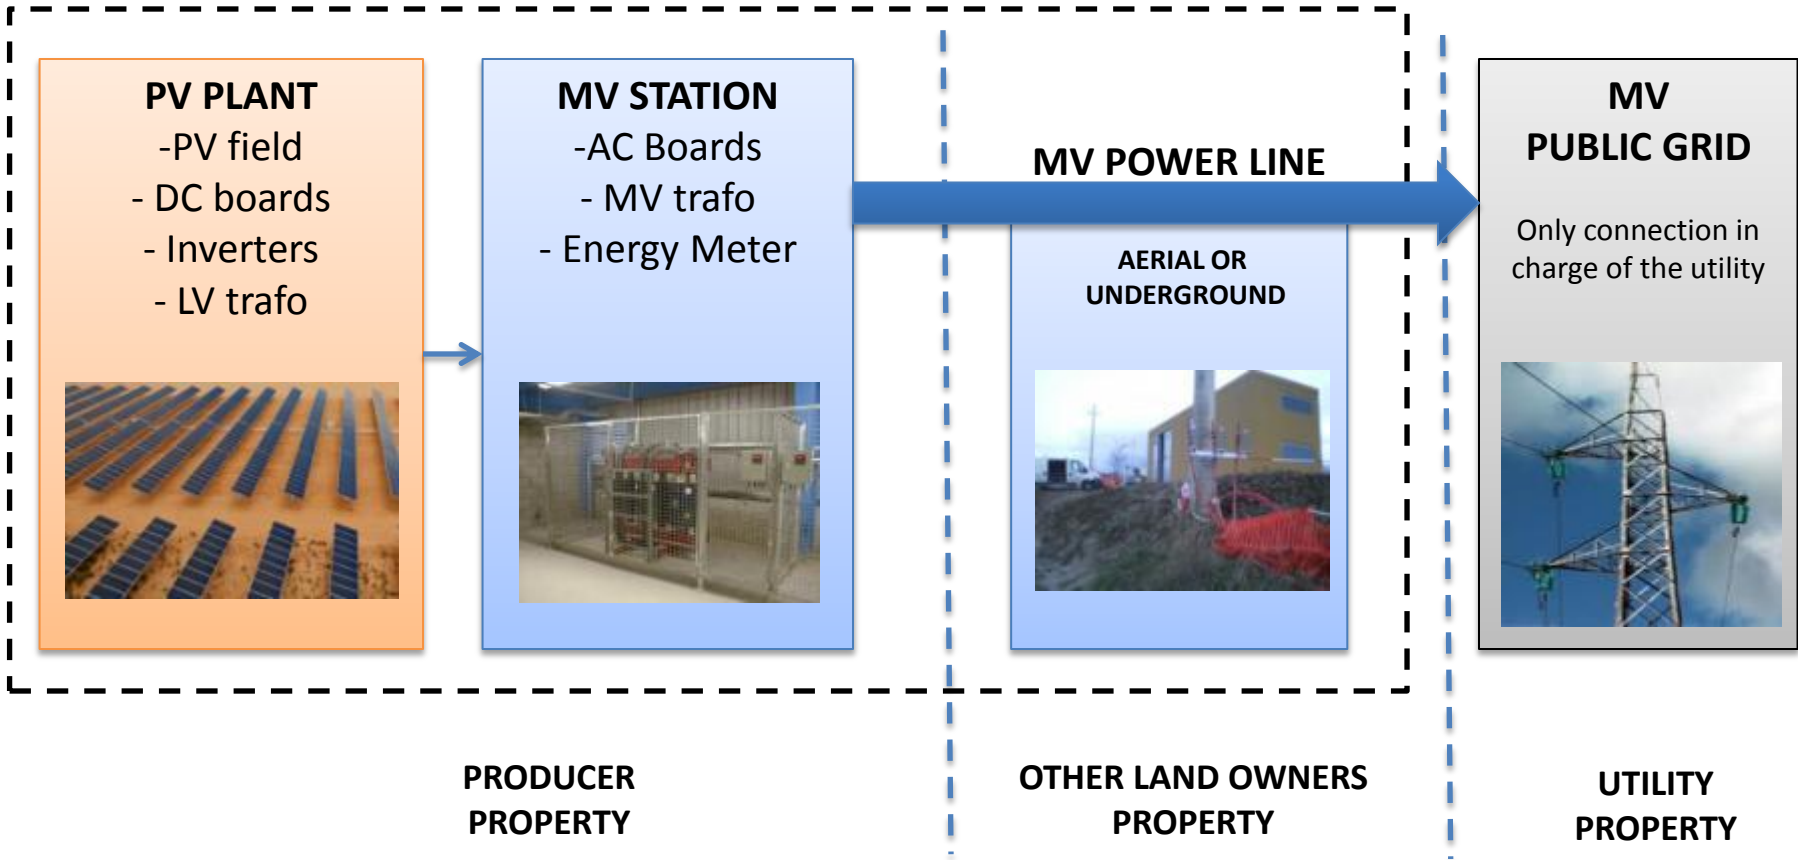 PV PLANT
-PV field
- DC boards
- Inverters
- LV trafo
MV STATION
-AC Boards
- MV trafo
- Energy Meter
MV POWER LINE
AERIAL OR
UNDERGROUND
MV
PUBLIC GRID
Only connection in
charge of the utility
PRODUCER
PROPERTY
OTHER LAND OWNERS
PROPERTY
UTILITY
PROPERTY